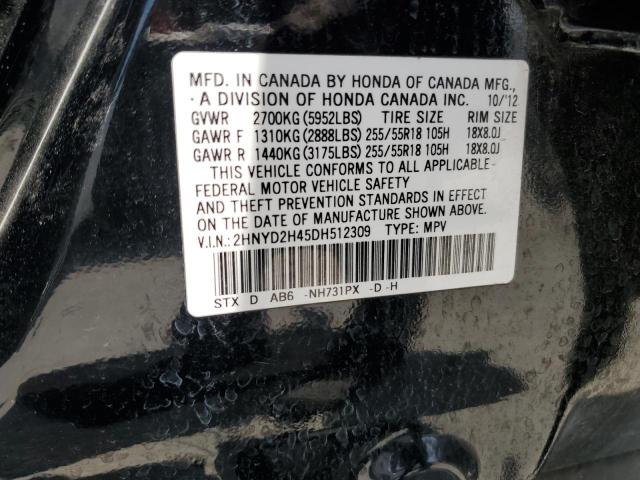 MFD. IN CANADA BY HONDA OF CANADA MFG.,
·A DIVISION OF HONDA CANADA INC. 10/'12
GVWR 2700KG(5952LBS) TIRE SIZE RIM SIZE
GAWR F 1310KG(2888LBS) 255/55R18 105H 18X8.0J
GAWR R 1440KG(3175LBS) 255/55R18 105H 18X8.0J
THIS VEHICLE CONFORMS TO ALL APPLICABLE·
FEDERAL MOTOR VEHICLE SAFETY
AND THEFT PREVENTION STANDARDS IN EFFECT
ON THE DATE OF MANUFACTURE SHOWN ABOVE.
V.I.N.: 2HNYD2H45DH512309 TYPE: MPV
STX D AB6 -NH731PX -D -H